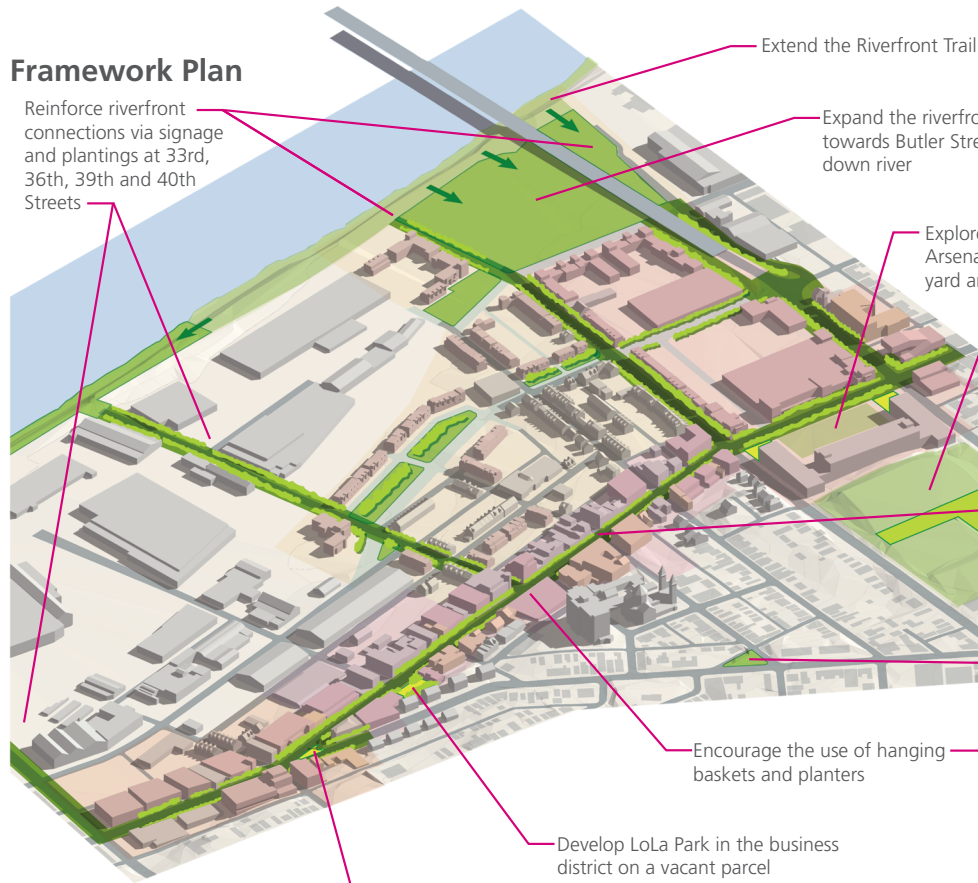 Framework Plan
Reinforce riverfront
connections via signage
and plantings at 33rd,
36th, 39th and 40th
Streets
Extend the Riverfront Trail
Expand the riverfro
towards Butler Stre
down river
Explore
Arsena
yard an
Encourage the use of hanging
baskets and planters
Develop LoLa Park in the business
district on a vacant parcel